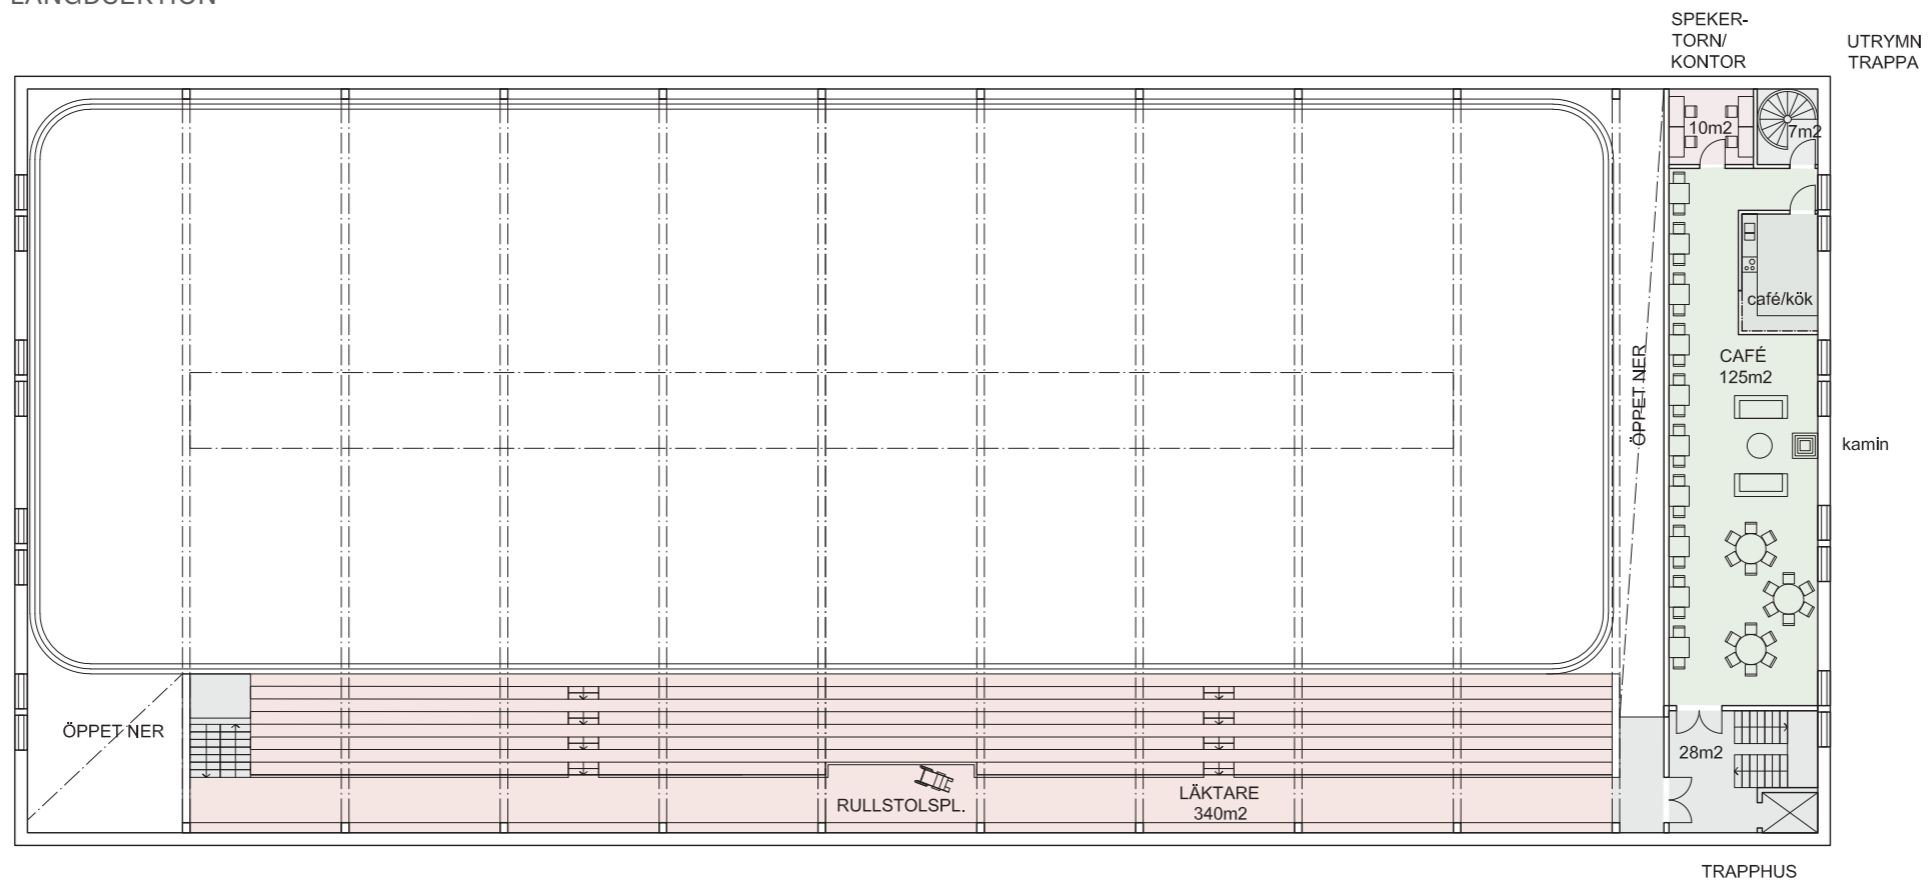 LÄNGDSEKTION
SPEKER-
TORN/
KONTOR
UTRYMN
TRAPPA
10m2
7m2
café/kök
ÖPPET NER
CAFÉ
125m2
kamin
ÖPPET NER
28m2
RULLSTOLSPL.
LÄKTARE
340m2
TRAPPHUS